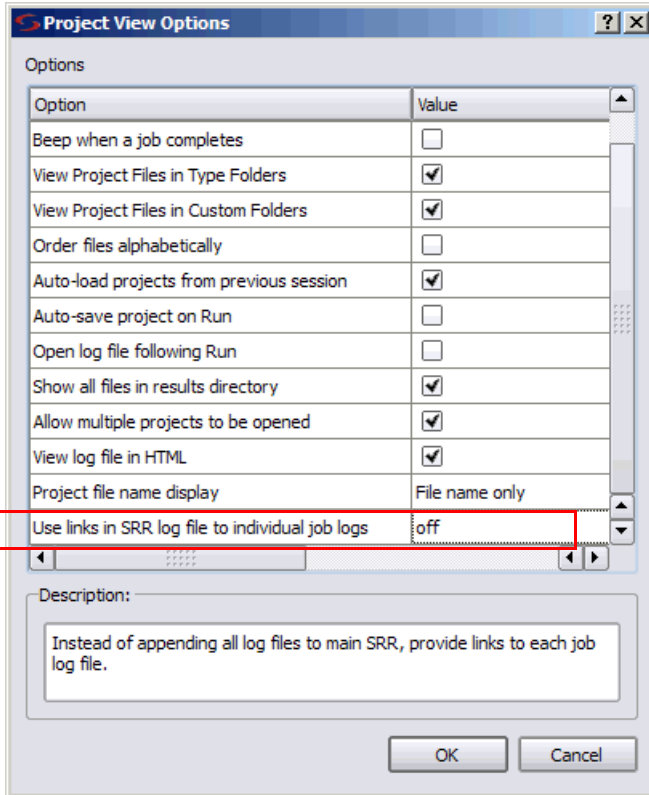 Project View Options
Options
Option Value
Beep when a job completes
View Project Files in Type Folders
View Project Files in Custom Folders
Order files alphabetically
Auto-load projects from previous session
Auto-save project on Run
Open log file following Run
Show all files in results directory
Allow multiple projects to be opened
View log file in HTML
Project file name display File name only
Use links in SRR log file to individual job logs off
Description:
Instead of appending all log files to main SRR, provide links to each job
log file.
OK Cancel